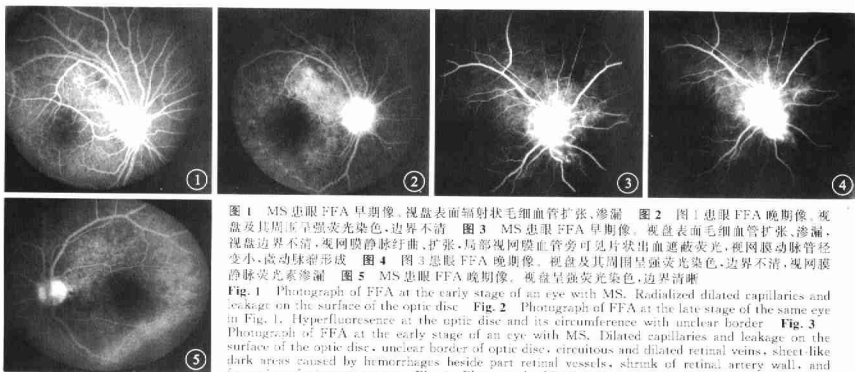 ①
②
③
④
⑤
图 1 MS 患眼 FFA 早期像。视盘表面辐射状毛细血管扩张、渗漏 图 2 图 1 患眼 FFA 晚期像。视
盘及其周围呈强荧光染色,边界不清 图 3 MS 患眼 FFA 早期像。视盘表面毛细血管扩张、渗漏,
视盘边界不清,视网膜静脉纡曲、扩张,局部视网膜血管旁可见片状出血遮蔽荧光,视网膜动脉管径
变小,微动脉瘤形成 图 4 图 3 患眼 FFA 晚期像。视盘及其周围呈强荧光染色,边界不清,视网膜
静脉荧光素渗漏 图 5 MS 患眼 FFA 晚期像。视盘呈强荧光染色,边界清晰
Fig. 1 Photograph of FFA at the early stage of an eye with MS. Radialized dilated capillaries and
leakage on the surface of the optic disc Fig. 2 Photograph of FFA at the late stage of the same eye
in Fig. 1. Hyperfluoresence at the optic disc and its circumference with unclear border Fig. 3
Photograph of FFA at the early stage of an eye with MS. Dilated capillaries and leakage on the
surface of the optic disc, unclear border of optic disc, circuitous and dilated retinal veins, sheet-like
dark areas caused by hemorrhages beside part retinal vessels, shrink of retinal artery wall, and